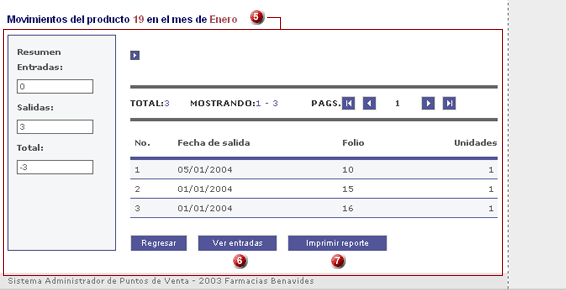 Movimientos del producto 19 en el mes de Enero 5
Resumen
Entradas:
0
Salidas:
3
Total:
-3
TOTAL:3 MOSTRANDO:1 - 3 PAGS. 1
No. Fecha de salida Folio Unidades
1 05/01/2004 10 1
2 01/01/2004 15 1
3 01/01/2004 16 1
Regresar Ver entradas Imprimir reporte
6 7
Sistema Administrador de Puntos de Venta - 2003 Farmacias Benavides